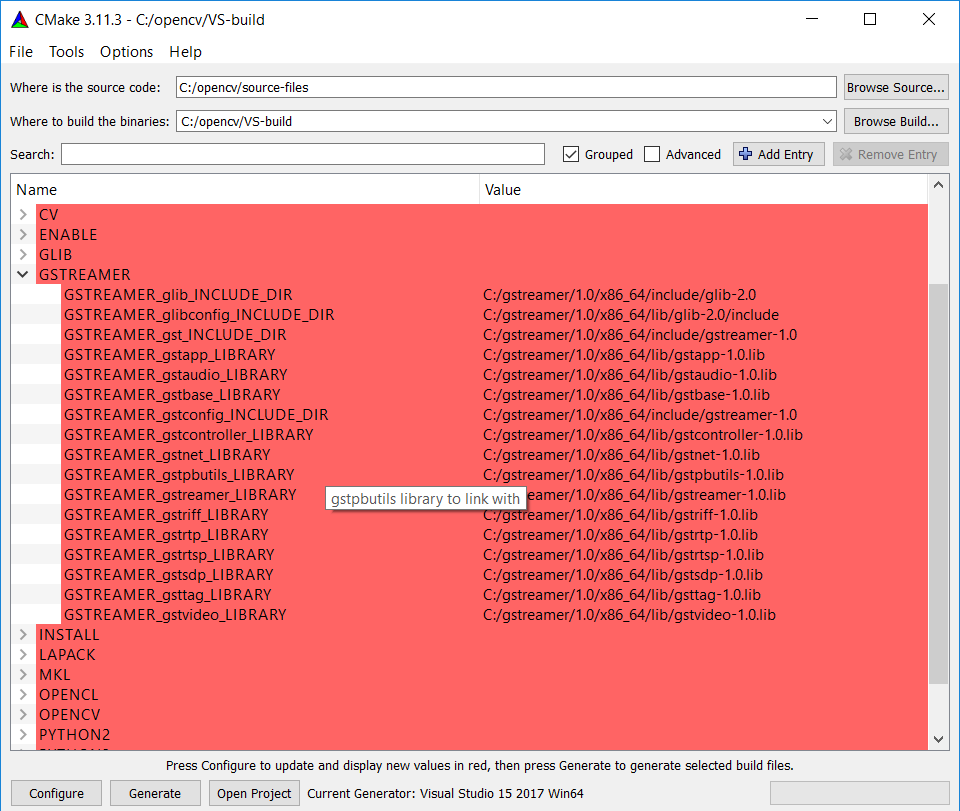 CMake 3.11.3 - C:/opencv/VS-build
File Tools Options Help
Where is the source code: C:/opencv/source-files Browse Source...
Where to build the binaries: C:/opencv/VS-build Browse Build...
Search: Grouped Advanced Add Entry Remove Entry
Name Value
CV
ENABLE
GLIB
GSTREAMER
GSTREAMER_glib_INCLUDE_DIR C:/gstreamer/1.0/x86_64/include/glib-2.0
GSTREAMER_glibconfig_INCLUDE_DIR C:/gstreamer/1.0/x86_64/lib/glib-2.0/include
GSTREAMER_gst_INCLUDE_DIR C:/gstreamer/1.0/x86_64/include/gstreamer-1.0
GSTREAMER_gstapp_LIBRARY C:/gstreamer/1.0/x86_64/lib/gstapp-1.0.lib
GSTREAMER_gstaudio_LIBRARY C:/gstreamer/1.0/x86_64/lib/gstaudio-1.0.lib
GSTREAMER_gstbase_LIBRARY C:/gstreamer/1.0/x86_64/lib/gstbase-1.0.lib
GSTREAMER_gstconfig_INCLUDE_DIR C:/gstreamer/1.0/x86_64/include/gstreamer-1.0
GSTREAMER_gstcontroller_LIBRARY C:/gstreamer/1.0/x86_64/lib/gstcontroller-1.0.lib
GSTREAMER_gstnet_LIBRARY C:/gstreamer/1.0/x86_64/lib/gstnet-1.0.lib
GSTREAMER_gstpbutils_LIBRARY C:/gstreamer/1.0/x86_64/lib/gstpbutils-1.0.lib
GSTREAMER_gstreamer_LIBRARY gstpbutils library to link with eamer/1.0/x86_64/lib/gstreamer-1.0.lib
GSTREAMER_gstriff_LIBRARY C:/gstreamer/1.0/x86_64/lib/gstriff-1.0.lib
GSTREAMER_gstrtp_LIBRARY C:/gstreamer/1.0/x86_64/lib/gstrtp-1.0.lib
GSTREAMER_gstrtsp_LIBRARY C:/gstreamer/1.0/x86_64/lib/gstrtsp-1.0.lib
GSTREAMER_gstsdp_LIBRARY C:/gstreamer/1.0/x86_64/lib/gstsdp-1.0.lib
GSTREAMER_gsttag_LIBRARY C:/gstreamer/1.0/x86_64/lib/gsttag-1.0.lib
GSTREAMER_gstvideo_LIBRARY C:/gstreamer/1.0/x86_64/lib/gstvideo-1.0.lib
INSTALL
LAPACK
MKL
OPENCL
OPENCV
PYTHON2
Press Configure to update and display new values in red, then press Generate to generate selected build files.
Configure Generate Open Project Current Generator: Visual Studio 15 2017 Win64